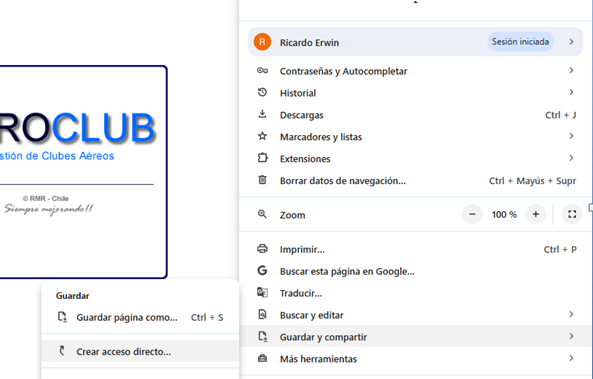 Ricardo Erwin Sesión iniciada
Contraseñas y Autocompletar
Historial
Descargas Ctrl + J
Marcadores y listas
Extensiones
Borrar datos de navegación... Ctrl + Mayús + Supr
Zoom − 100 % +
Imprimir... Ctrl + P
Buscar esta página en Google...
Traducir...
Buscar y editar
Guardar y compartir
Más herramientas
Guardar
Guardar página como... Ctrl + S
Crear acceso directo...
ROCLUB
stión de Clubes Aéreos
© RMR - Chile
Siempre mejorando!!